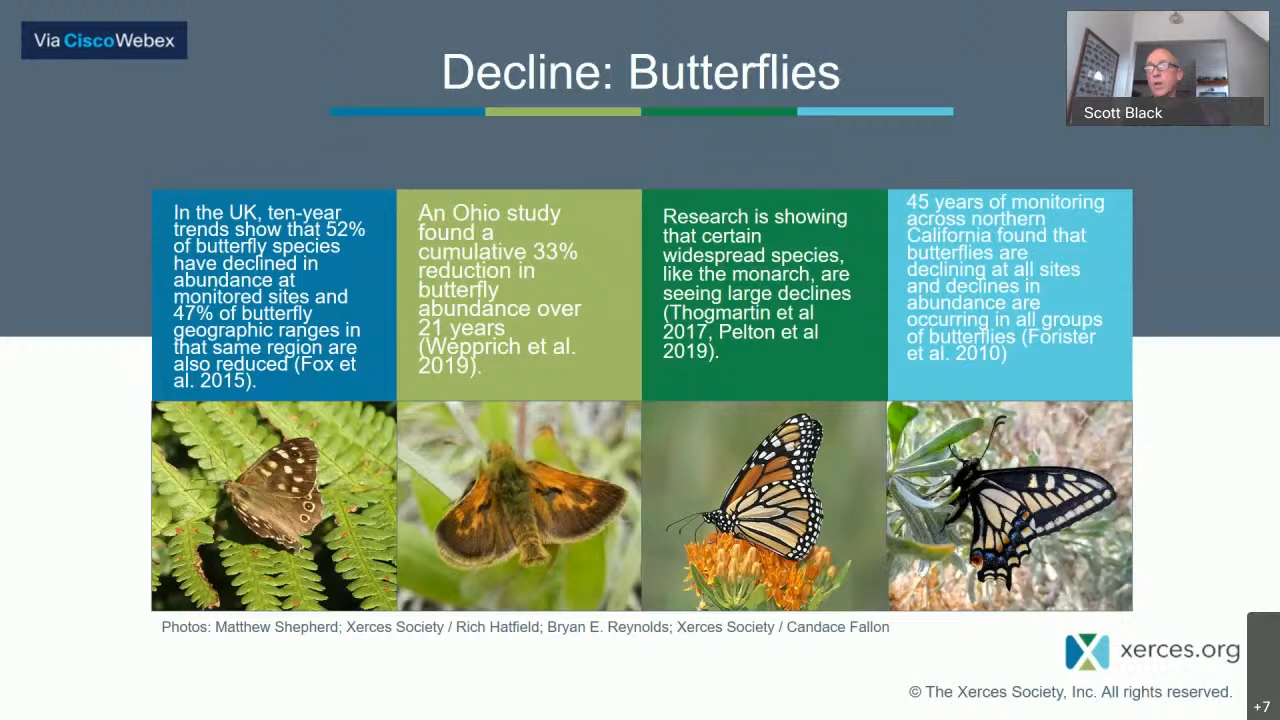 Via Cisco Webex
Decline: Butterflies
Scott Black
In the UK, ten-year
trends show that 52%
of butterfly species
have declined in
abundance at
monitored sites and
47% of butterfly
geographic ranges in
that same region are
also reduced (Fox et
al. 2015).
An Ohio study
found a
cumulative 33%
reduction in
butterfly
abundance over
21 years
(Wepprich et al.
2019).
Research is showing
that certain
widespread species,
like the monarch, are
seeing large declines
(Thogmartin et al
2017, Pelton et al
2019).
45 years of monitoring
across northern
California found that
butterflies are
declining at all sites
and declines in
abundance are
occurring in all groups
of butterflies (Forister
et al. 2010)
Photos: Matthew Shepherd; Xerces Society / Rich Hatfield; Bryan E. Reynolds; Xerces Society / Candace Fallon
xerces.org
© The Xerces Society, Inc. All rights reserved.
+7